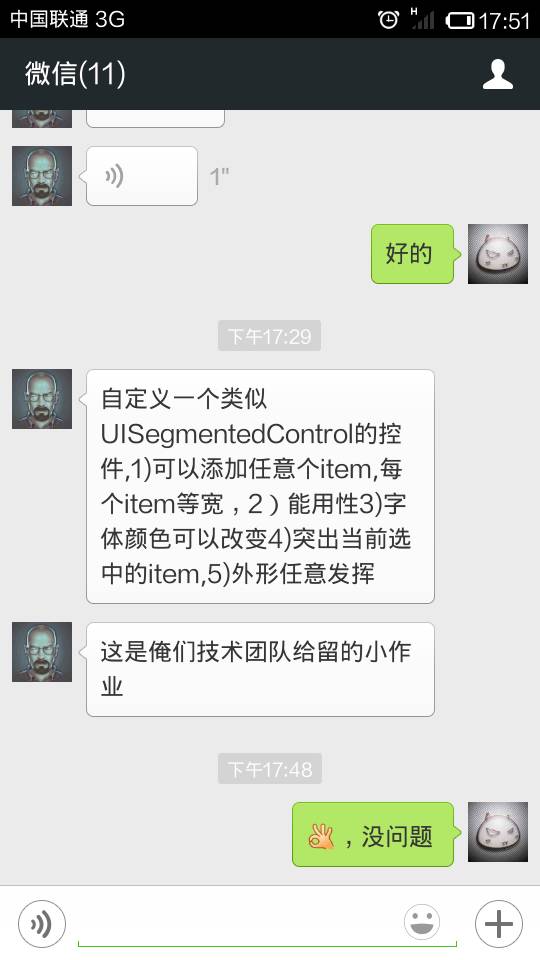 中国联通 3G
H
17:51
微信(11)
1"
好的
下午17:29
自定义一个类似
UISegmentedControl的控
件,1)可以添加任意个item,每
个item等宽，2）能用性3)字
体颜色可以改变4)突出当前选
中的item,5)外形任意发挥
这是俺们技术团队给留的小作
业
下午17:48
👌，没问题